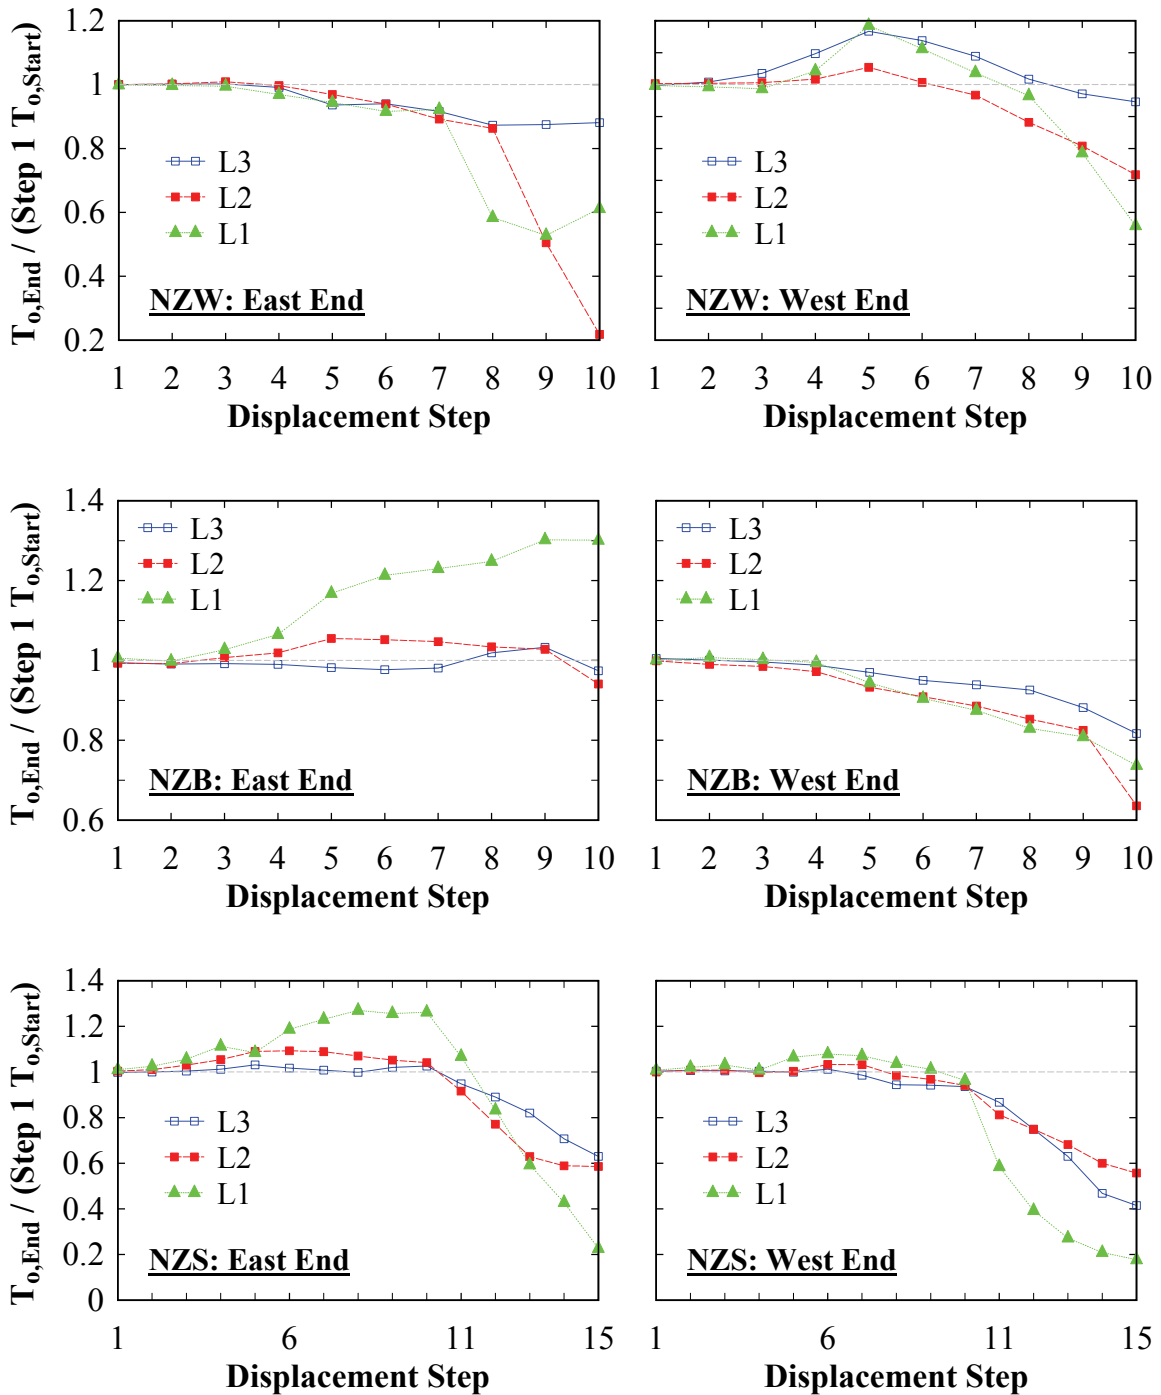 T_o,End / (Step 1 T_o,Start)
1.2
1
0.8
0.6
0.4
0.2
L3
L2
L1
NZW: East End
1 2 3 4 5 6 7 8 9 10
Displacement Step
L3
L2
L1
NZW: West End
1 2 3 4 5 6 7 8 9 10
Displacement Step
T_o,End / (Step 1 T_o,Start)
1.4
1.2
1
0.8
0.6
L3
L2
L1
NZB: East End
1 2 3 4 5 6 7 8 9 10
Displacement Step
L3
L2
L1
NZB: West End
1 2 3 4 5 6 7 8 9 10
Displacement Step
T_o,End / (Step 1 T_o,Start)
1.4
1.2
1
0.8
0.6
0.4
0.2
0
L3
L2
L1
NZS: East End
1 6 11 15
Displacement Step
L3
L2
L1
NZS: West End
1 6 11 15
Displacement Step